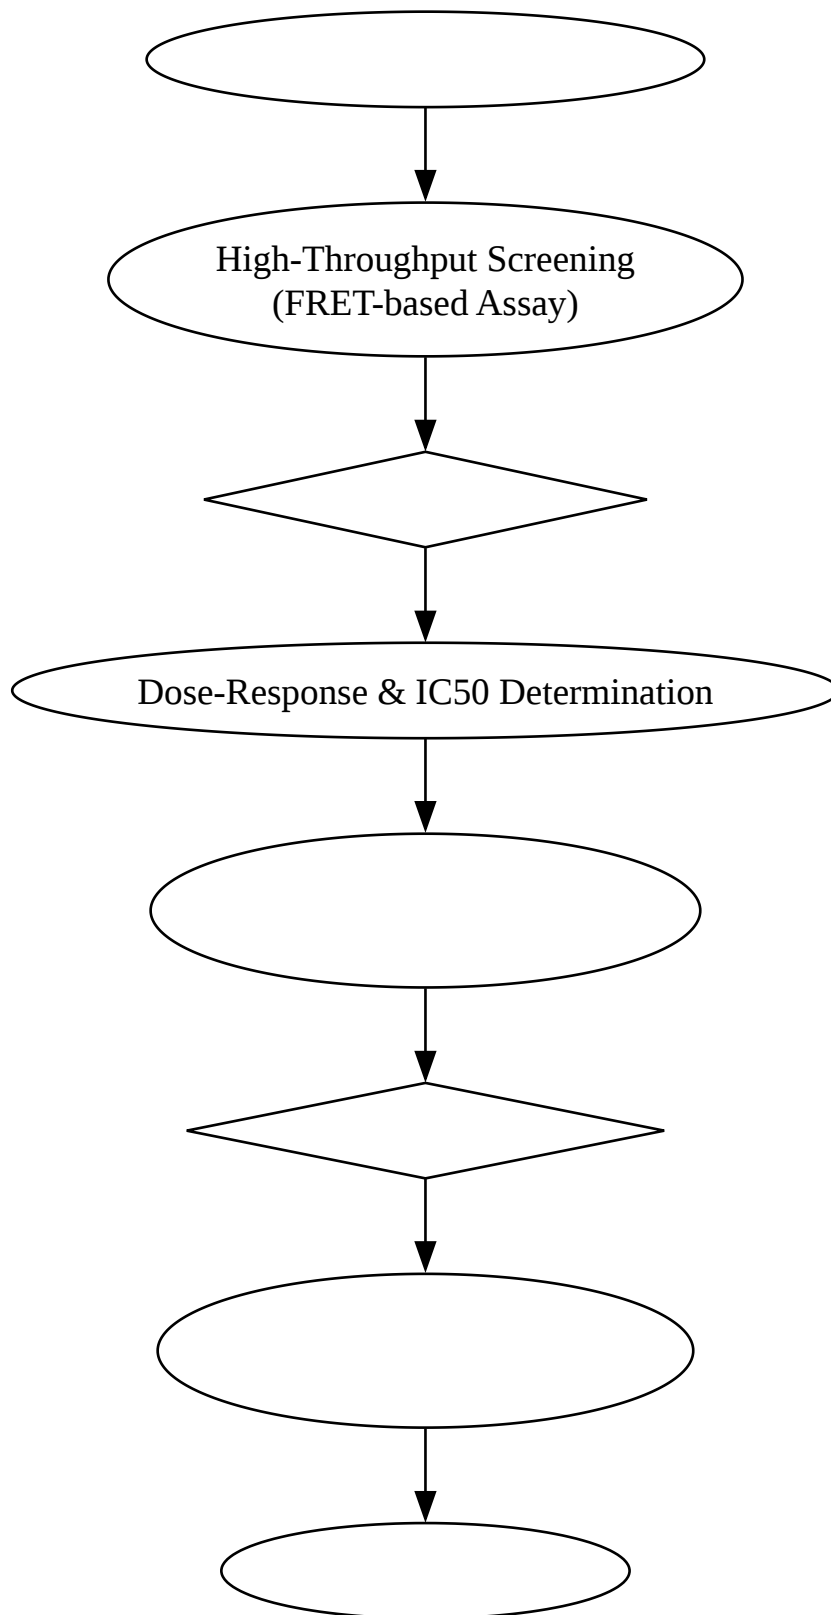 High-Throughput Screening
(FRET-based Assay)
Dose-Response & IC50 Determination